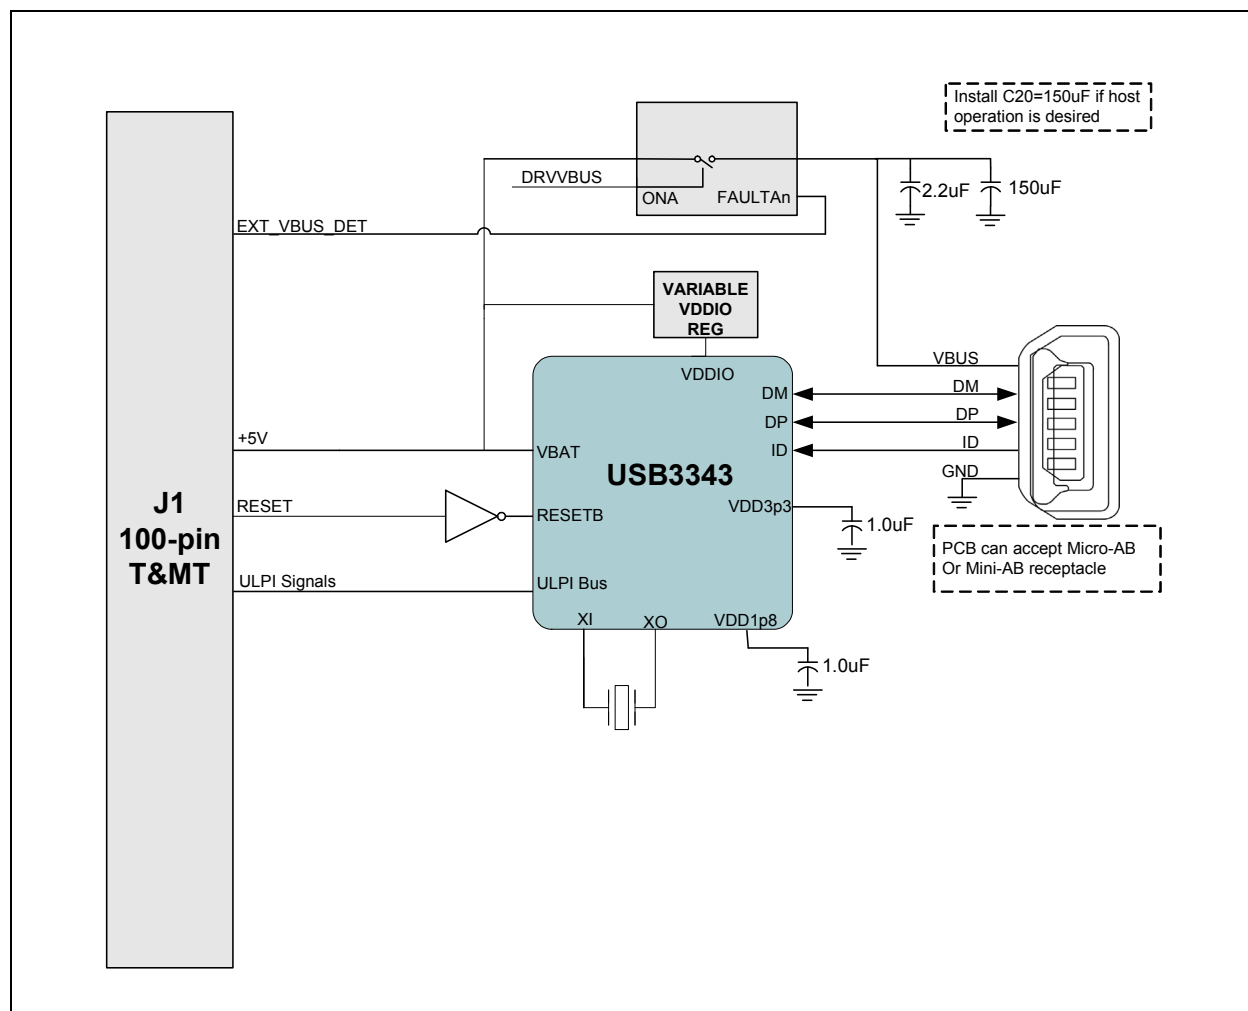 Install C20=150uF if host
operation is desired
DRVVBUS
ONA
FAULTAn
2.2uF
150uF
EXT_VBUS_DET
VARIABLE
VDDIO
REG
VDDIO
VBUS
DM
DM
DP
DP
+5V
VBAT
ID
ID
USB3343
GND
J1
100-pin
T&MT
RESET
RESETB
VDD3p3
1.0uF
PCB can accept Micro-AB
Or Mini-AB receptacle
ULPI Signals
ULPI Bus
XI
XO
VDD1p8
1.0uF